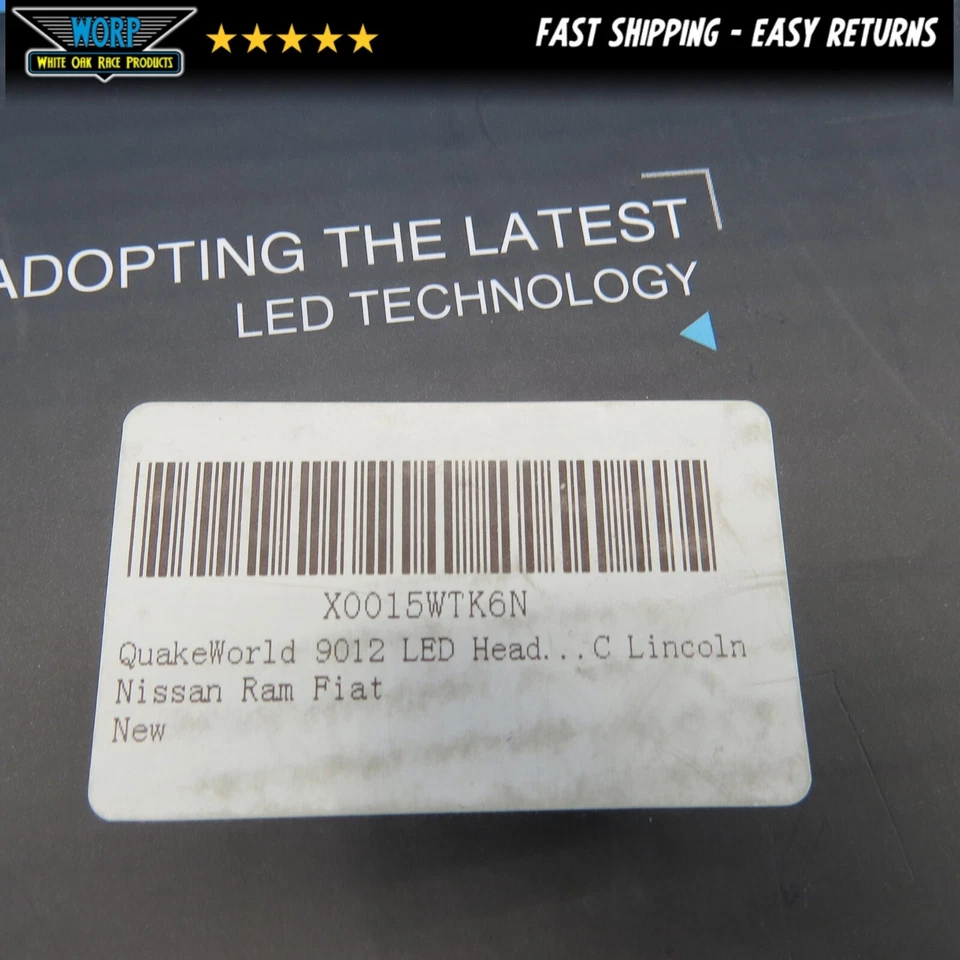 WORP
WHITE OAK RACE PRODUCTS
FAST SHIPPING - EASY RETURNS
ADOPTING THE LATEST
LED TECHNOLOGY
X0015WTK6N
QuakeWorld 9012 LED Head...C Lincoln
Nissan Ram Fiat
New